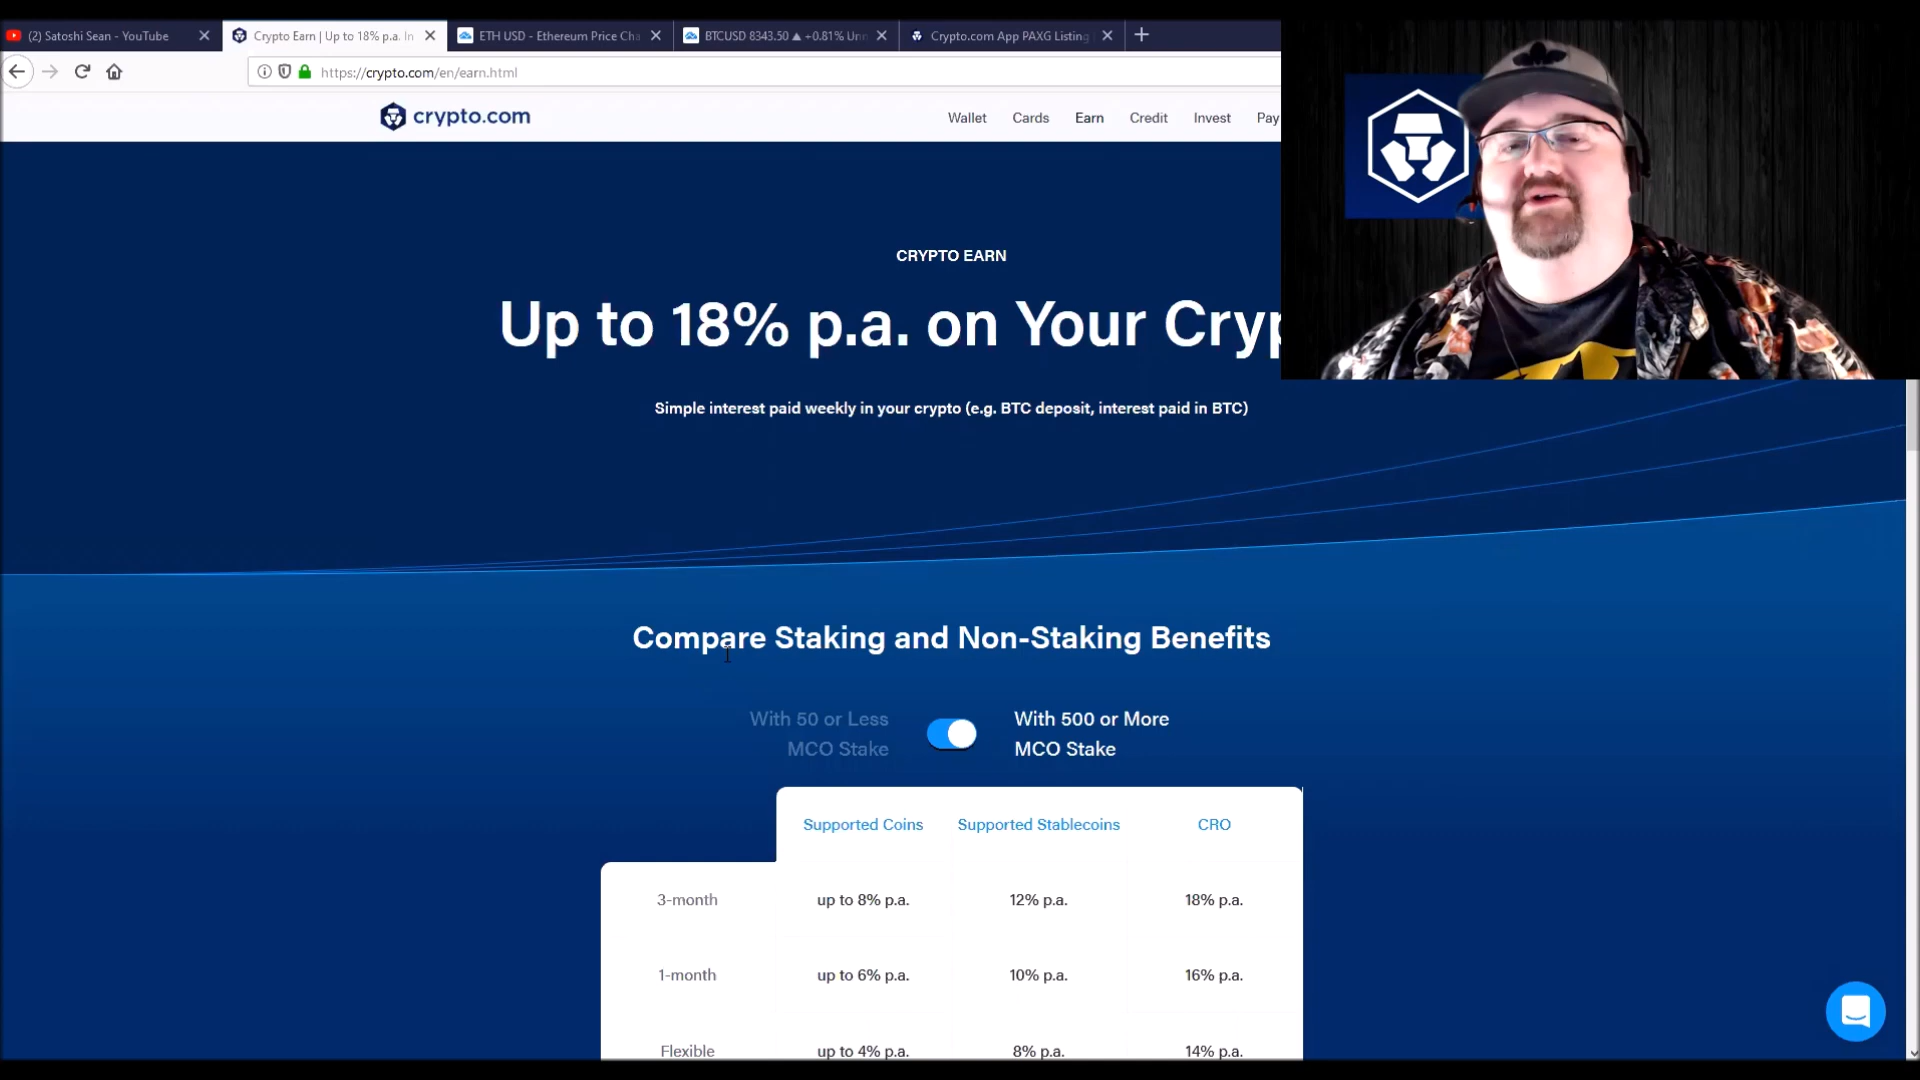 (2) Satoshi Sean - YouTube
Crypto Earn | Up to 18% p.a. In
ETH USD - Ethereum Price Cha
BTCUSD 8343.50 ▲ +0.81% Unn
Crypto.com App PAXG Listing
https://crypto.com/en/earn.html
crypto.com
Wallet Cards Earn Credit Invest Pay
CRYPTO EARN
Up to 18% p.a. on Your Cryp
Simple interest paid weekly in your crypto (e.g. BTC deposit, interest paid in BTC)
Compare Staking and Non-Staking Benefits
With 50 or Less
MCO Stake
With 500 or More
MCO Stake
Supported Coins Supported Stablecoins CRO
3-month up to 8% p.a. 12% p.a. 18% p.a.
1-month up to 6% p.a. 10% p.a. 16% p.a.
Flexible up to 4% p.a. 8% p.a. 14% p.a.